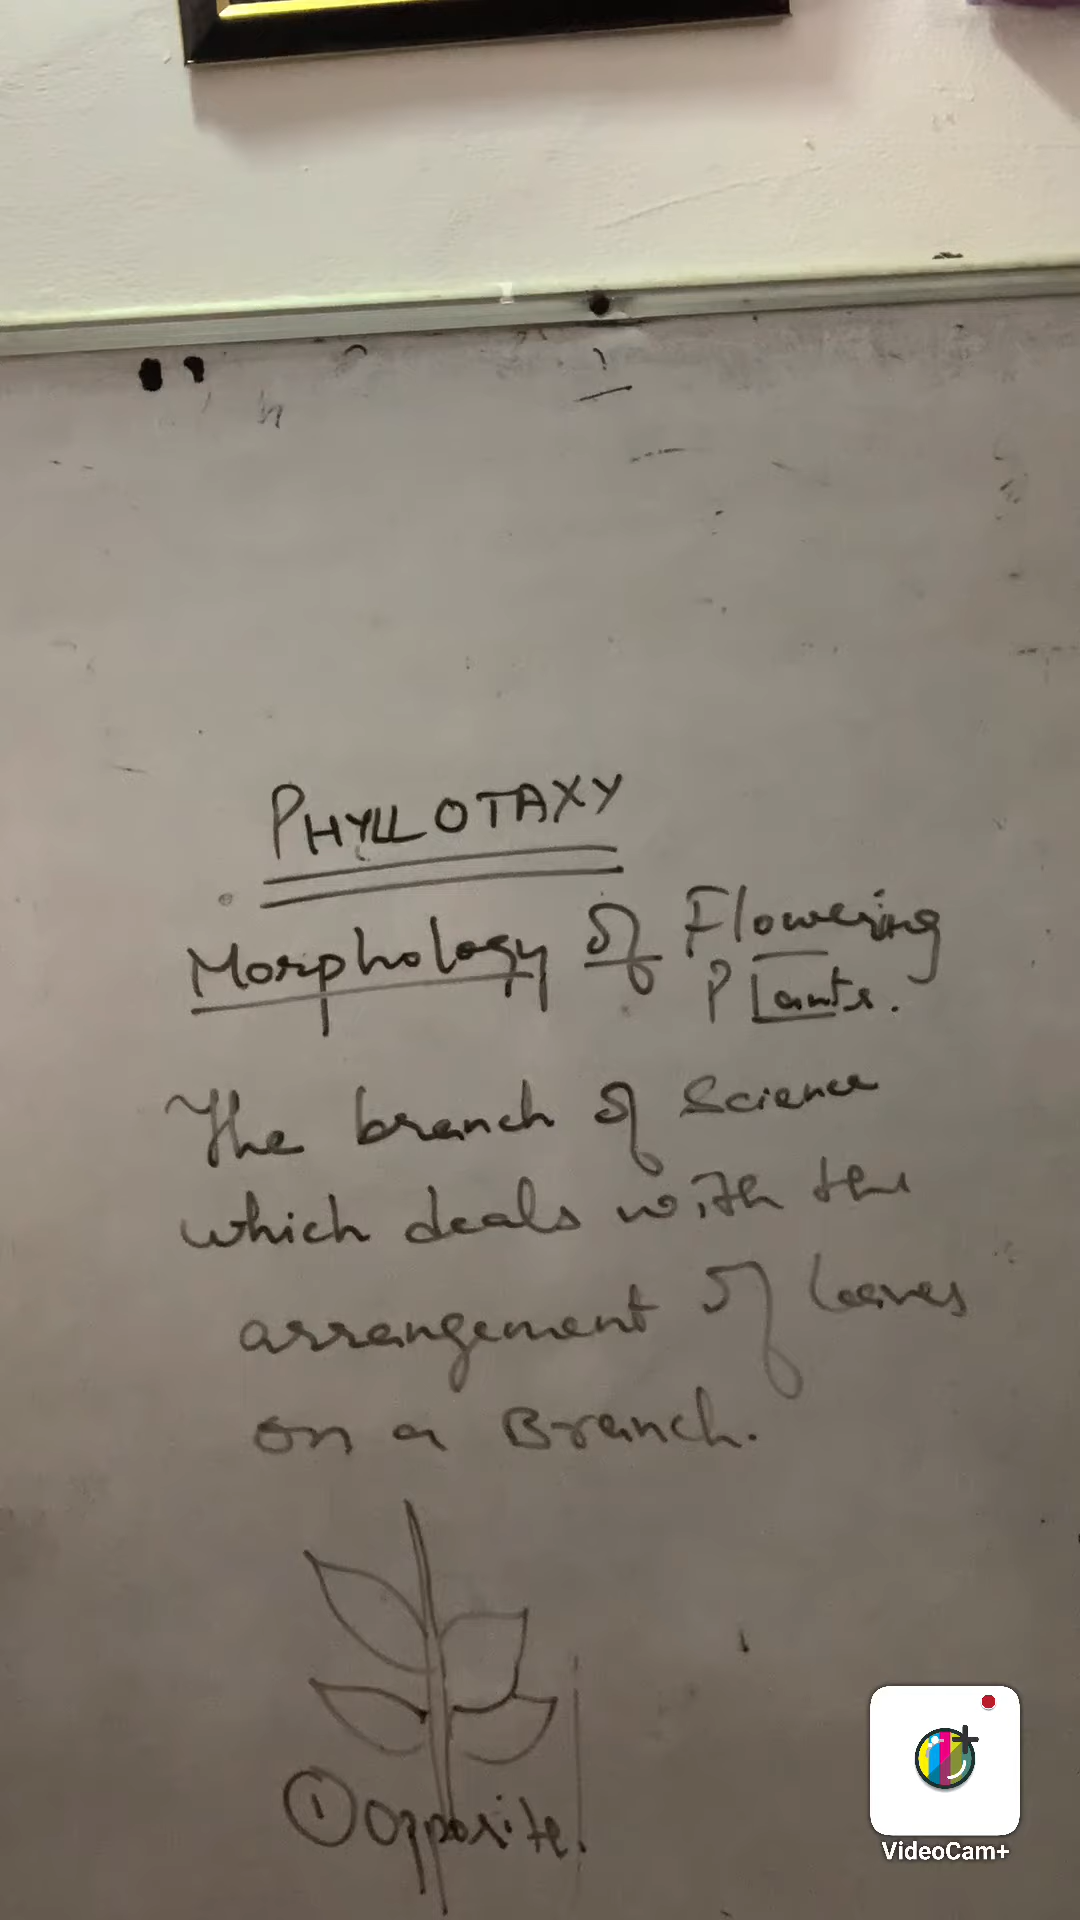 PHYLLOTAXY
Morphology of Flowering
Plants.
The branch of Science
which deals with the
arrangement of leaves
on a Branch.
① Opposite.
VideoCam+